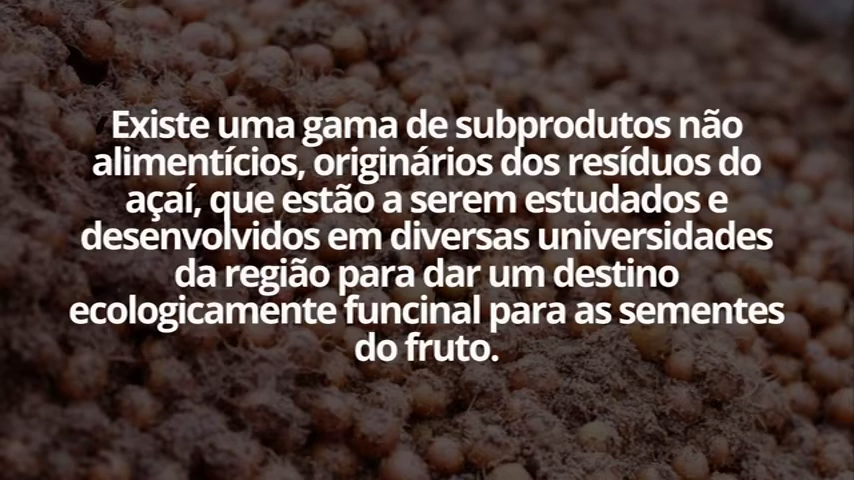 Existe uma gama de subprodutos não
alimentícios, originários dos resíduos do
açaí, que estão a serem estudados e
desenvolvidos em diversas universidades
da região para dar um destino
ecologicamente funcinal para as sementes
do fruto.